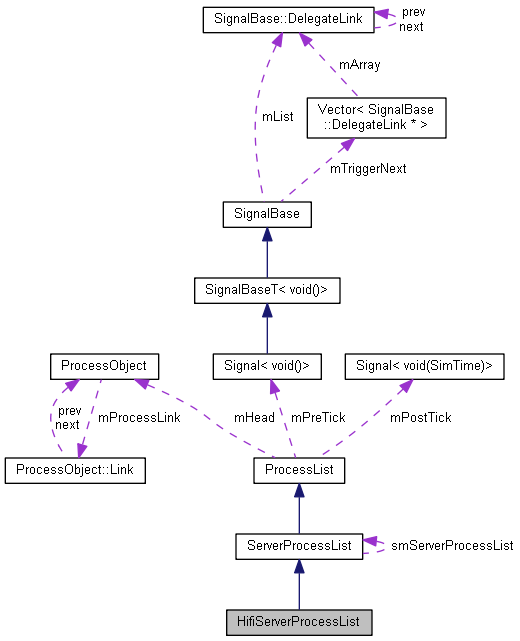 SignalBase::DelegateLink
prev
next
mArray
mList
Vector< SignalBase
::DelegateLink * >
mTriggerNext
SignalBase
SignalBaseT< void()>
ProcessObject
Signal< void()>
Signal< void(SimTime)>
prev
next
mProcessLink
mHead
mPreTick
mPostTick
ProcessObject::Link
ProcessList
ServerProcessList
smServerProcessList
HifiServerProcessList